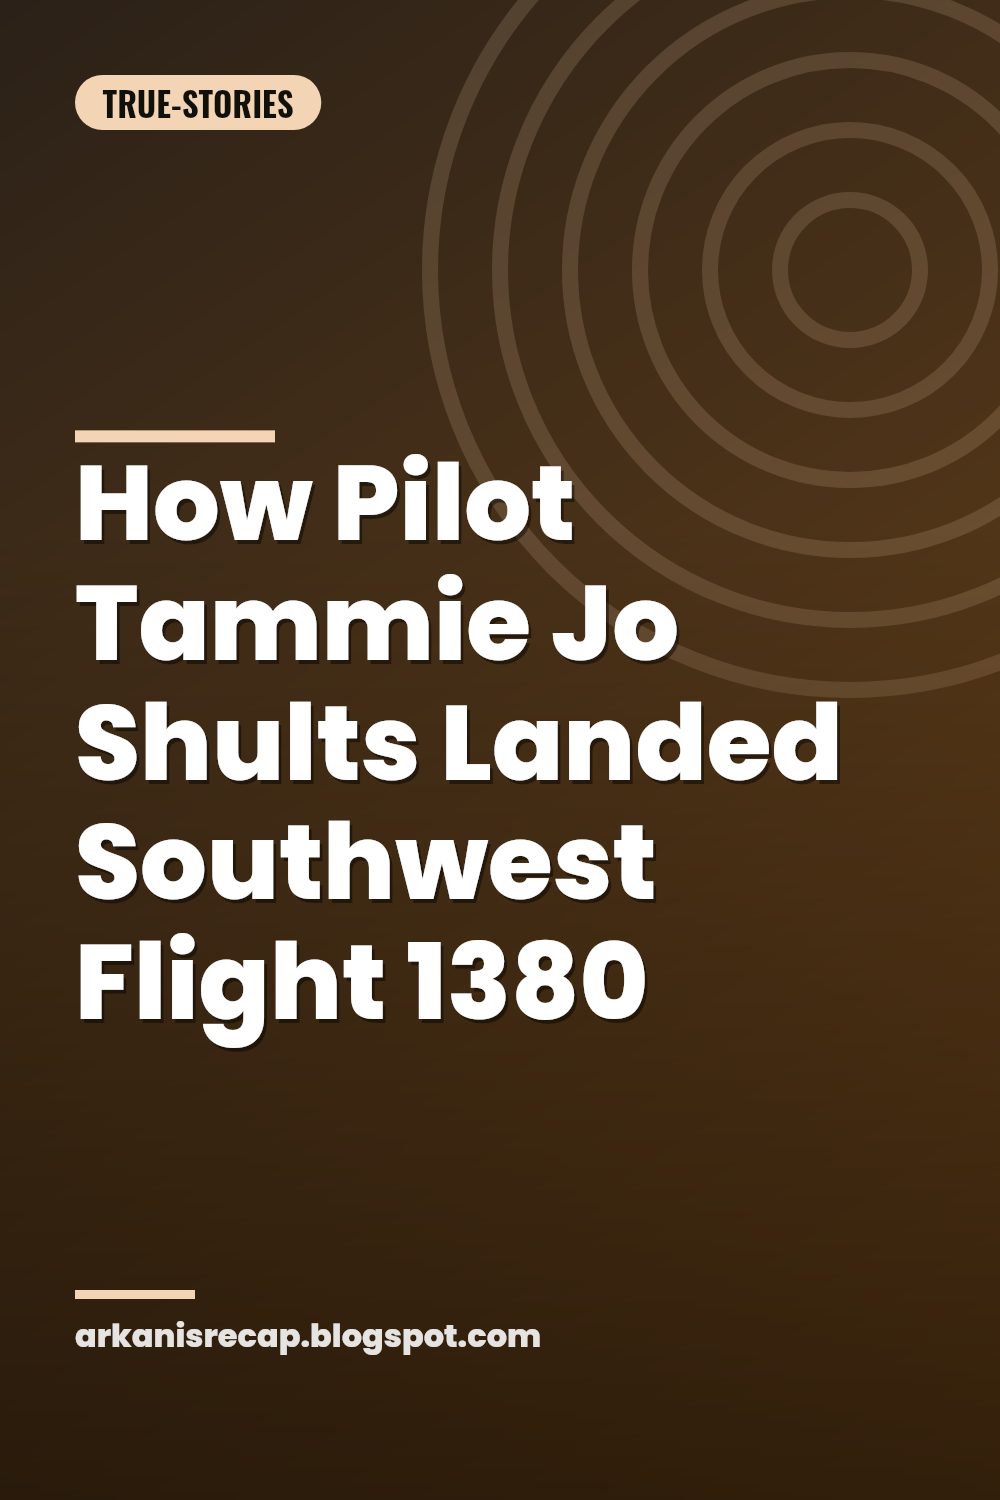 TRUE-STORIES
How Pilot
Tammie Jo
Shults Landed
Southwest
Flight 1380
arkanisrecap.blogspot.com